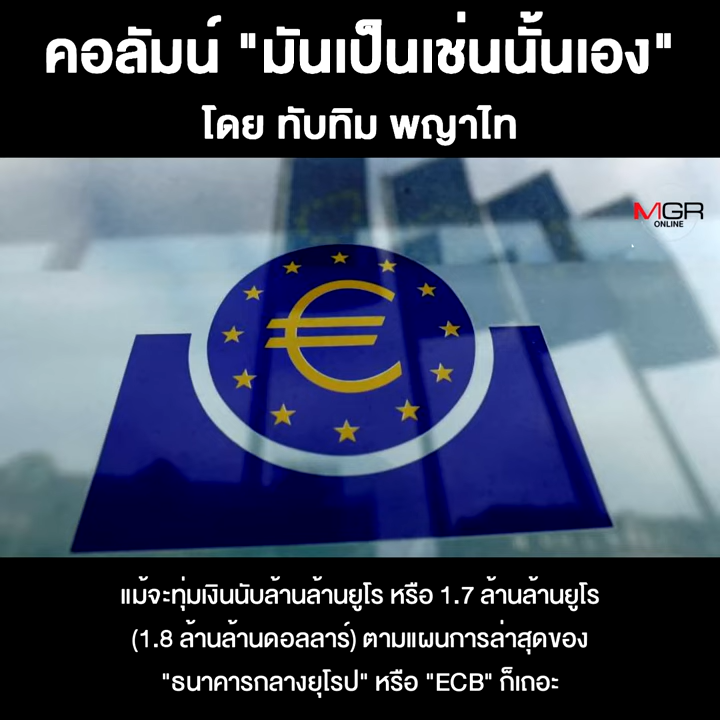 คอลัมน์ "มันเป็นเช่นนั้นเอง"
โดย ทับทิม พญาไท
MGR
ONLINE
€
แม้จะทุ่มเงินนับล้านล้านยูโร หรือ 1.7 ล้านล้านยูโร
(1.8 ล้านล้านดอลลาร์) ตามแผนการล่าสุดของ
"ธนาคารกลางยุโรป" หรือ "ECB" ก็เถอะ